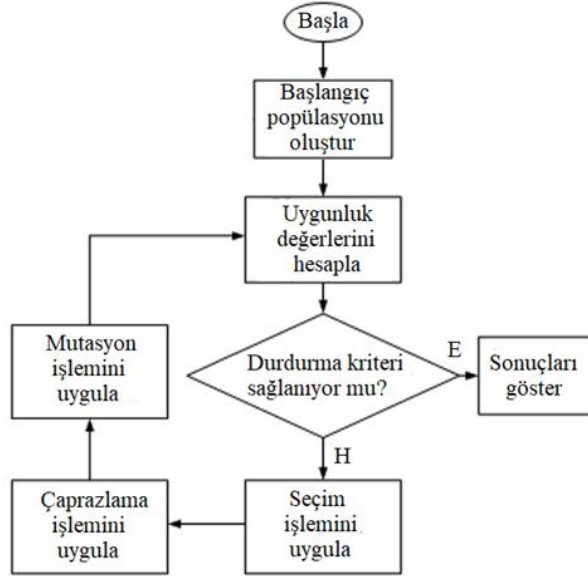 Başla
Başlangıç
popülasyonu
oluştur
Uygunluk
değerlerini
hesapla
Durdurma kriteri
sağlanıyor mu?
E
Sonuçları
göster
H
Seçim
işlemini
uygula
Çaprazlama
işlemini
uygula
Mutasyon
işlemini
uygula